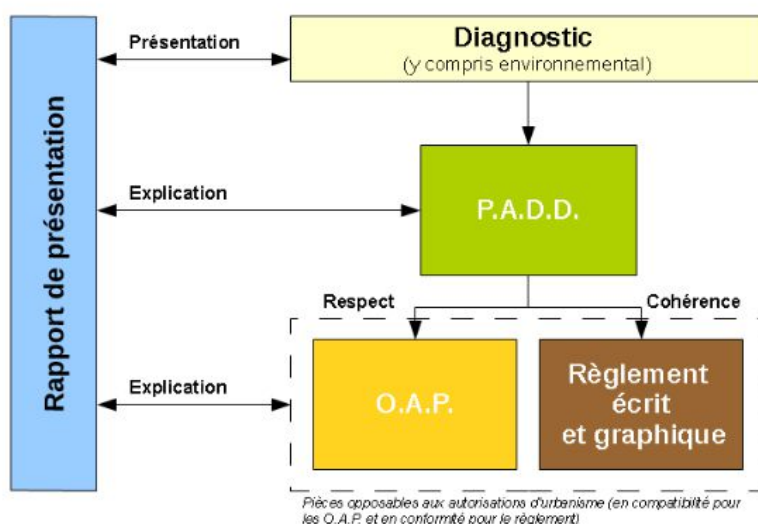 Rapport de présentation
Présentation
Diagnostic
(y compris environnemental)
Explication
P.A.D.D.
Respect
Cohérence
Explication
O.A.P.
Règlement
écrit
et graphique
Pièces opposables aux autorisations d'urbanisme (en compatibilité pour
les O.A.P. et en conformité pour le règlement)